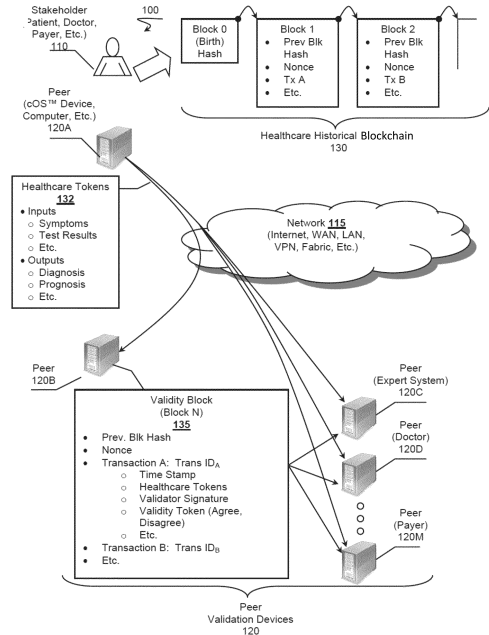 Stakeholder
Patient, Doctor,
Payer, Etc.)
110
100
Block 0
(Birth)
Hash
Block 1
• Prev Blk
Hash
• Nonce
• Tx A
• Etc.
Block 2
• Prev Blk
Hash
• Nonce
• Tx B
• Etc.
Healthcare Historical Blockchain
130
Peer
(cOS™ Device,
Computer, Etc.)
120A
Healthcare Tokens
132
• Inputs
o Symptoms
o Test Results
o Etc.
• Outputs
o Diagnosis
o Prognosis
o Etc.
Network 115
(Internet, WAN, LAN,
VPN, Fabric, Etc.)
Peer
120B
Validity Block
(Block N)
135
• Prev. Blk Hash
• Nonce
• Transaction A: Trans IDA
o Time Stamp
o Healthcare Tokens
o Validator Signature
o Validity Token (Agree,
Disagree)
o Etc.
• Transaction B: Trans IDB
• Etc.
Peer
(Expert System)
120C
Peer
(Doctor)
120D
Peer
(Payer)
120M
Peer
Validation Devices
120